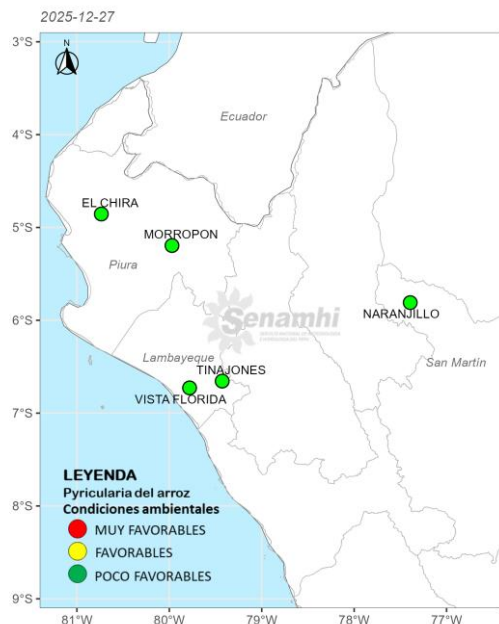 2025-12-27
3°S
N
Ecuador
4°S
EL CHIRA
5°S
MORROPON
Piura
NARANJILLO
6°S
Senamhi
Lambayeque
San Martín
TINAJONES
VISTA FLORIDA
7°S
LEYENDA
Pyricularia del arroz
Condiciones ambientales
8°S
MUY FAVORABLES
FAVORABLES
POCO FAVORABLES
9°S
81°W 80°W 79°W 78°W 77°W